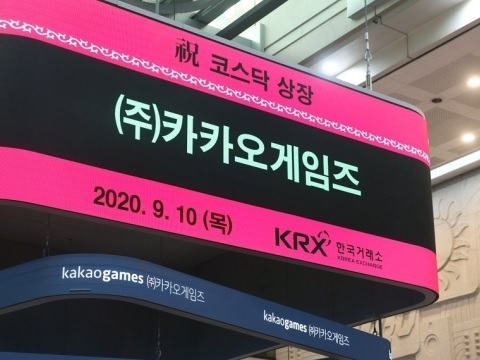 祝 코스닥 상장
(주)카카오게임즈
2020. 9. 10 (목)
KRX 한국거래소
KOREA EXCHANGE
kakaogames (주)카카오게임즈
kakaogames (주)카카오게임즈